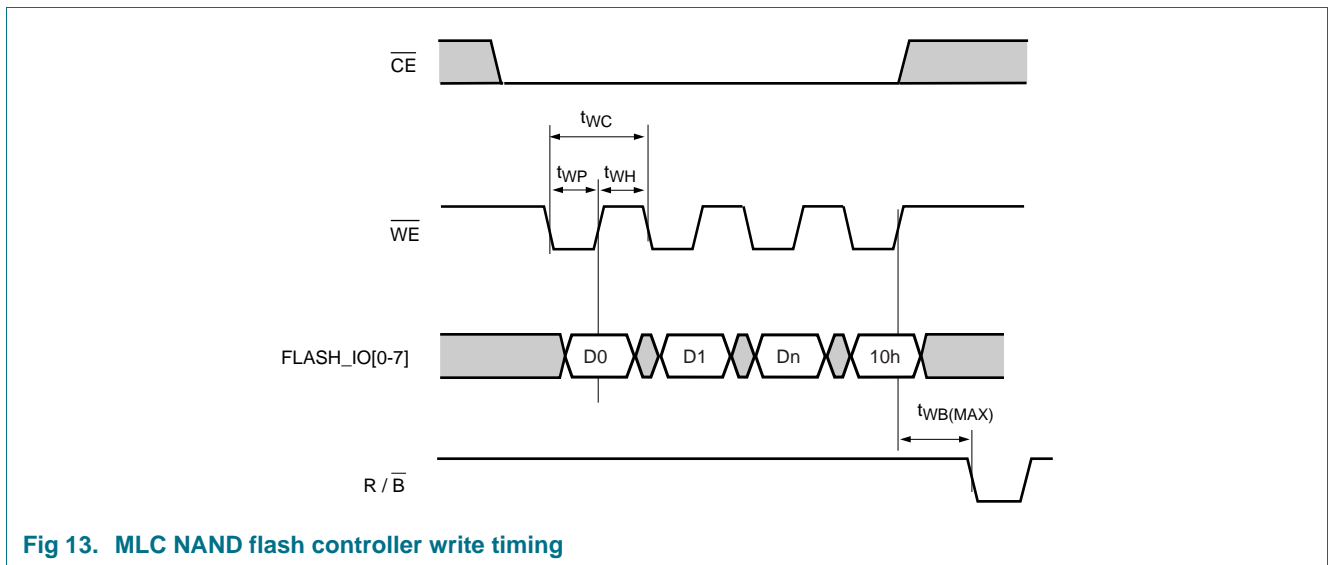 CE
tWC
tWP tWH
WE
FLASH_IO[0-7] D0 D1 Dn 10h
tWB(MAX)
R / B
Fig 13. MLC NAND flash controller write timing